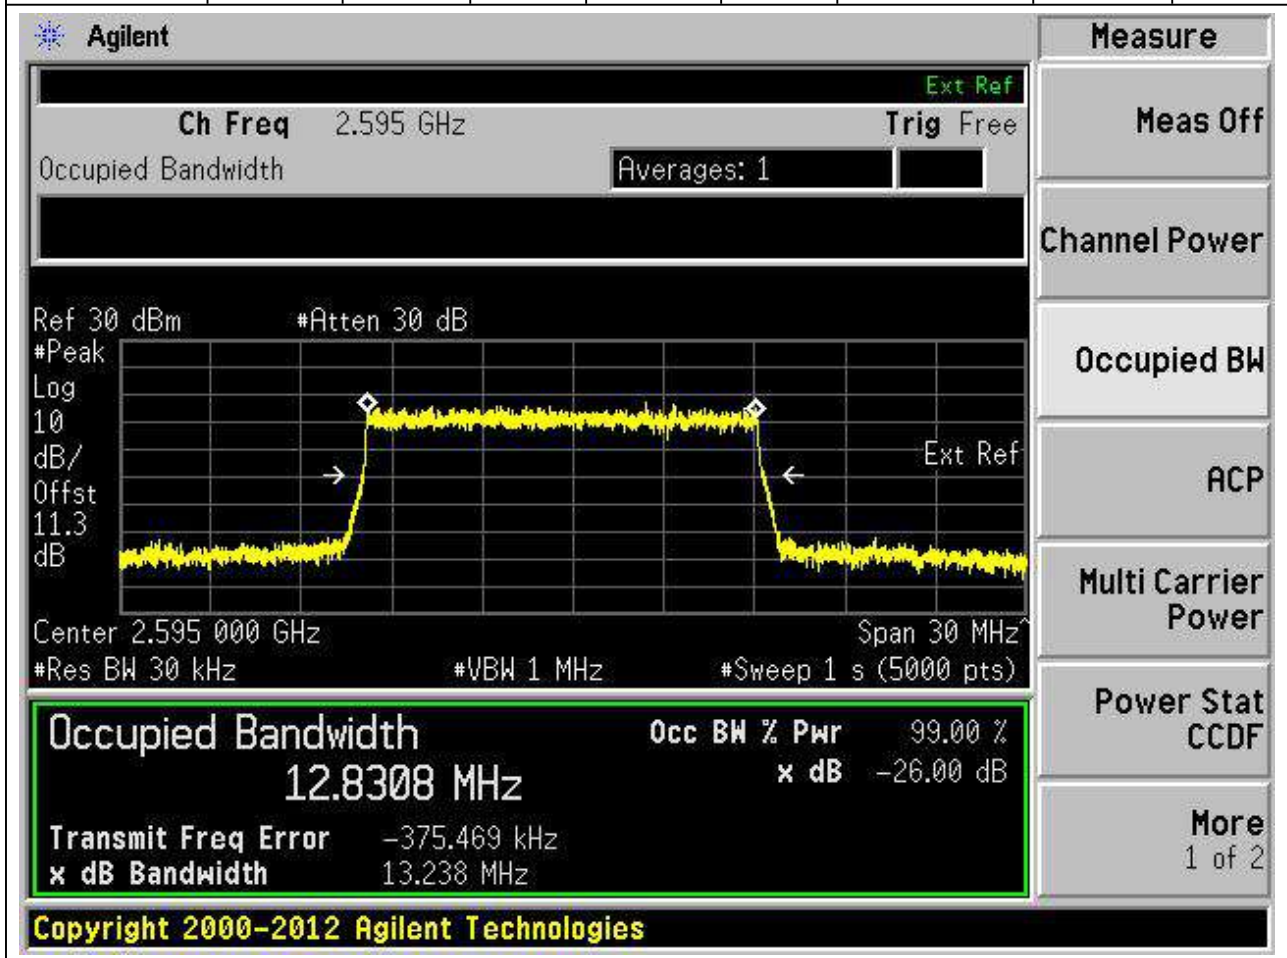 Agilent
Measure
Ext Ref
Ch Freq 2.595 GHz Trig Free
Meas Off
Occupied Bandwidth Averages: 1
Channel Power
Ref 30 dBm #Atten 30 dB
#Peak
Log
10
dB/
Offst
11.3
dB
Ext Ref
Occupied BW
ACP
Center 2.595 000 GHz Span 30 MHz^
#Res BW 30 kHz #VBW 1 MHz #Sweep 1 s (5000 pts)
Multi Carrier
Power
Occupied Bandwidth Occ BW % Pwr 99.00 %
12.8308 MHz x dB -26.00 dB
Transmit Freq Error -375.469 kHz
x dB Bandwidth 13.238 MHz
Power Stat
CCDF
More
1 of 2
Copyright 2000-2012 Agilent Technologies